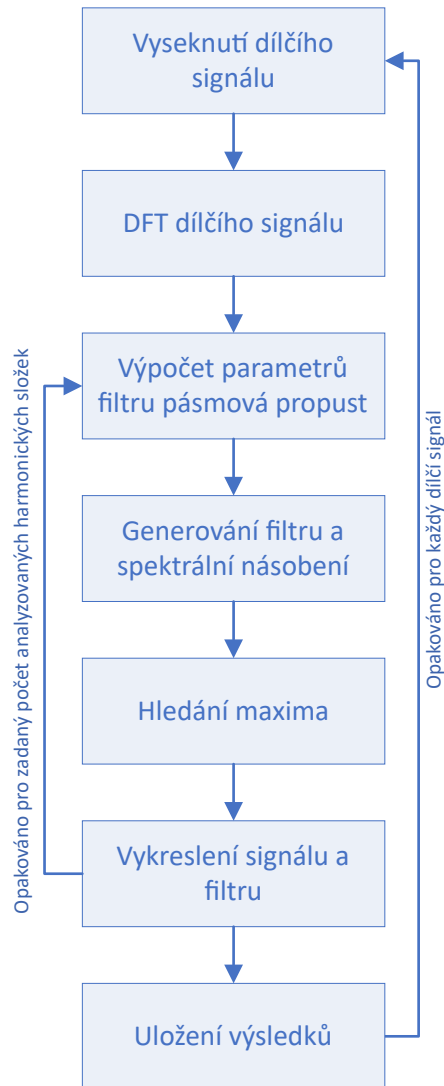 Vyseknutí dílčího
signálu
DFT dílčího signálu
Výpočet parametrů
filtru pásmová propust
Generování filtru a
spektrální násobení
Hledání maxima
Vykreslení signálu a
filtru
Uložení výsledků
Opakováno pro zadaný počet analyzovaných harmonických složek
Opakováno pro každý dílčí signál